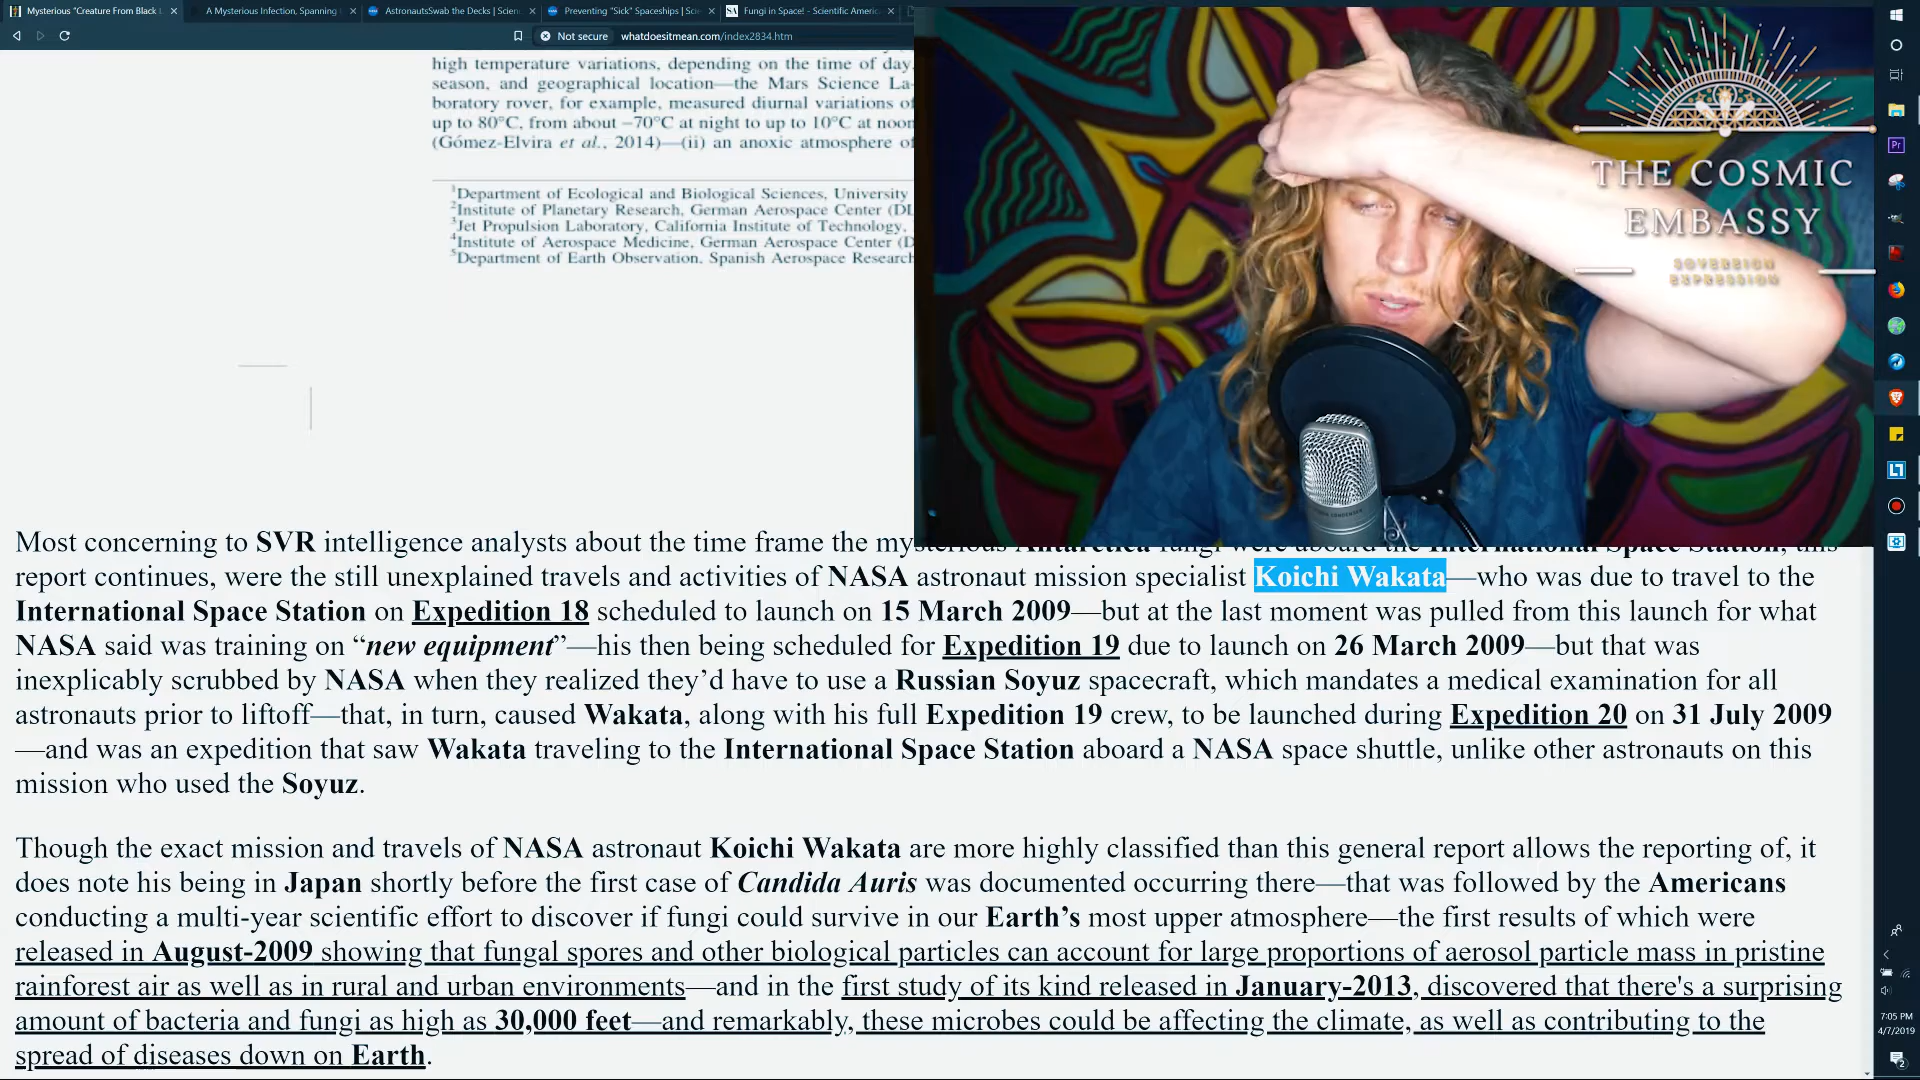 Mysterious "Creature From Black
A Mysterious Infection, Spanning
AstronautsSwab the Decks | Scien
Preventing "Sick" Spaceships | Sci
SA Fungi in Space! - Scientific Americ
Not secure whatdoesitmean.com/index2834.htm
high temperature variations, depending on the time of day,
season, and geographical location—the Mars Science La-
boratory rover, for example, measured diurnal variations of
up to 80°C, from about −70°C at night to up to 10°C at noon
(Gómez-Elvira et al., 2014)—(ii) an anoxic atmosphere of
1Department of Ecological and Biological Sciences, University
2Institute of Planetary Research, German Aerospace Center (DL
3Jet Propulsion Laboratory, California Institute of Technology,
4Institute of Aerospace Medicine, German Aerospace Center (D
5Department of Earth Observation, Spanish Aerospace Research
THE COSMIC
EMBASSY
SOVEREIGN
EXPRESSION
Most concerning to SVR intelligence analysts about the time frame the mysterious Antarctica fungi were aboard the International Space Station, this
report continues, were the still unexplained travels and activities of NASA astronaut mission specialist Koichi Wakata—who was due to travel to the
International Space Station on Expedition 18 scheduled to launch on 15 March 2009—but at the last moment was pulled from this launch for what
NASA said was training on “new equipment”—his then being scheduled for Expedition 19 due to launch on 26 March 2009—but that was
inexplicably scrubbed by NASA when they realized they’d have to use a Russian Soyuz spacecraft, which mandates a medical examination for all
astronauts prior to liftoff—that, in turn, caused Wakata, along with his full Expedition 19 crew, to be launched during Expedition 20 on 31 July 2009
—and was an expedition that saw Wakata traveling to the International Space Station aboard a NASA space shuttle, unlike other astronauts on this
mission who used the Soyuz.
Though the exact mission and travels of NASA astronaut Koichi Wakata are more highly classified than this general report allows the reporting of, it
does note his being in Japan shortly before the first case of Candida Auris was documented occurring there—that was followed by the Americans
conducting a multi-year scientific effort to discover if fungi could survive in our Earth’s most upper atmosphere—the first results of which were
released in August-2009 showing that fungal spores and other biological particles can account for large proportions of aerosol particle mass in pristine
rainforest air as well as in rural and urban environments—and in the first study of its kind released in January-2013, discovered that there's a surprising
amount of bacteria and fungi as high as 30,000 feet—and remarkably, these microbes could be affecting the climate, as well as contributing to the
spread of diseases down on Earth.
Pr
7:05 PM
4/7/2019
2